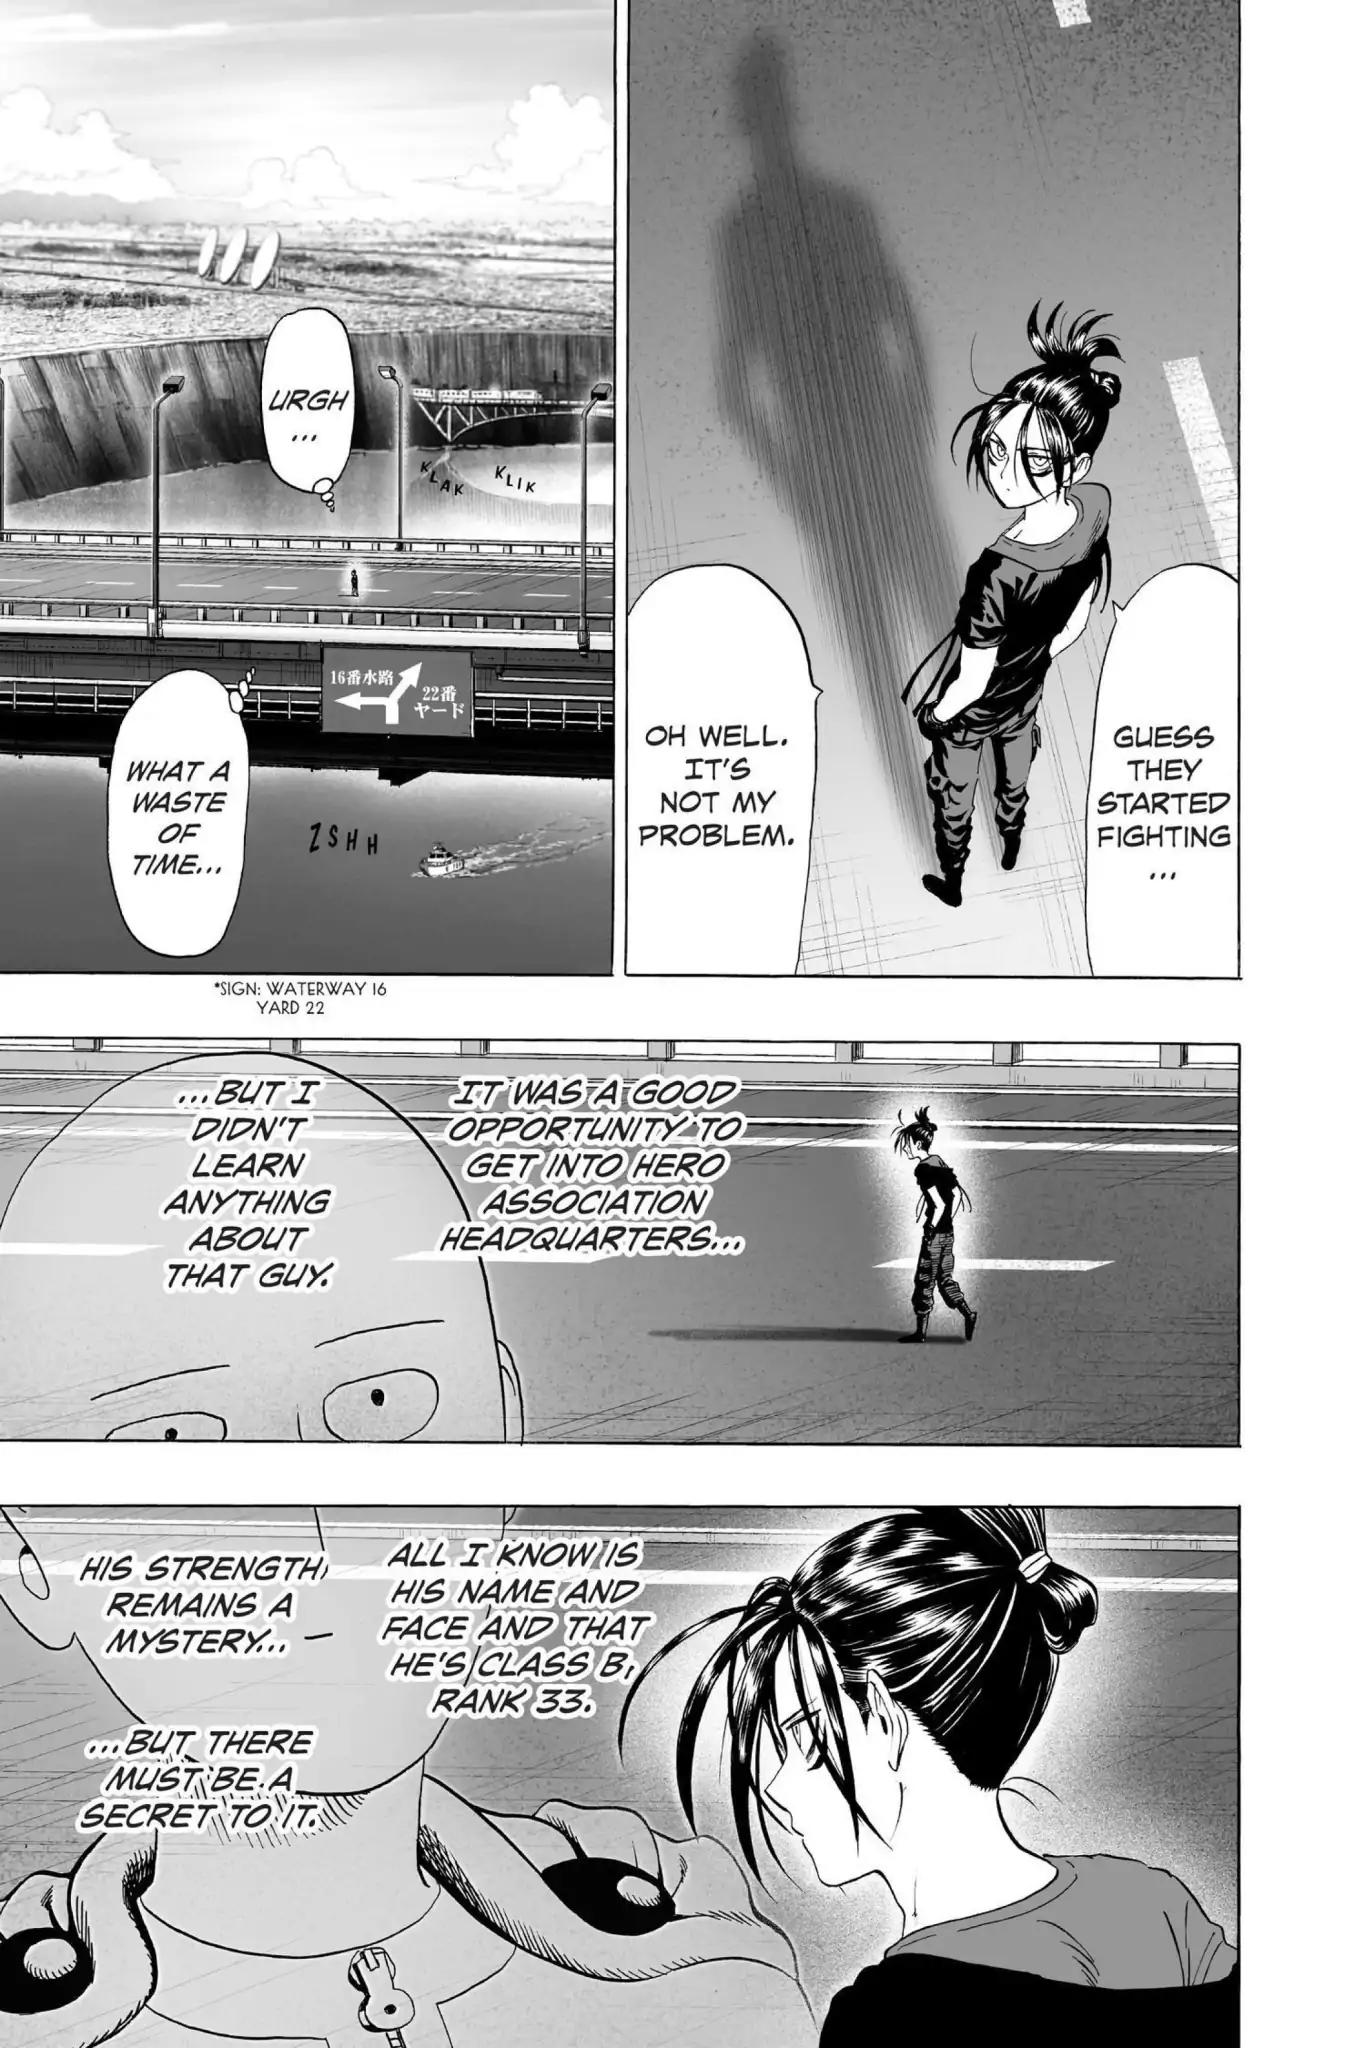 GUESS
THEY
STARTED
FIGHTING
...
OH WELL.
IT'S
NOT MY
PROBLEM.
URGH
...
KLAK
KLIK
16番水路
22番
ヤード
WHAT A
WASTE
OF
TIME...
ZSHH
*SIGN: WATERWAY 16
YARD 22
IT WAS A GOOD
OPPORTUNITY TO
GET INTO HERO
ASSOCIATION
HEADQUARTERS...
...BUT I
DIDN'T
LEARN
ANYTHING
ABOUT
THAT GUY.
ALL I KNOW IS
HIS NAME AND
FACE AND THAT
HE'S CLASS B,
RANK 33.
HIS STRENGTH
REMAINS A
MYSTERY...
...BUT THERE
MUST BE A
SECRET TO IT.